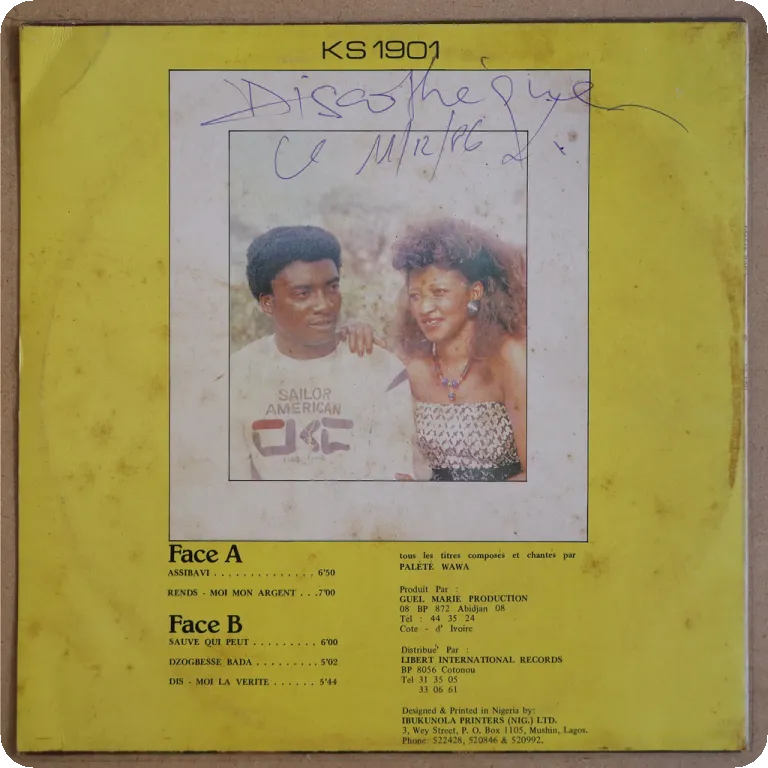 KS 1901
Discothèque
11/12/86
SAILOR
AMERICAN
Face A
ASSIBAVI . . . . . . . . . . . . . . 6'50
RENDS - MOI MON ARGENT . . .7'00
Face B
SAUVE QUI PEUT . . . . . . . . . 6'00
DZOGBESSE BADA . . . . . . . . . 5'02
DIS - MOI LA VERITE . . . . . . 5'44
tous les titres composés et chantés par
PALÉTÉ WAWA
Produit Par :
GUEL MARIE PRODUCTION
08 BP 872 Abidjan 08
Tel : 44 35 24
Cote - d' Ivoire
Distribué Par :
LIBERT INTERNATIONAL RECORDS
BP 8056 Cotonou
Tel 31 35 05
33 06 61
Designed & Printed in Nigeria by:
IBUKUNOLA PRINTERS (NIG.) LTD.
3, Wey Street, P. O. Box 1105, Mushin, Lagos.
Phone: 522428, 520846 & 520992.